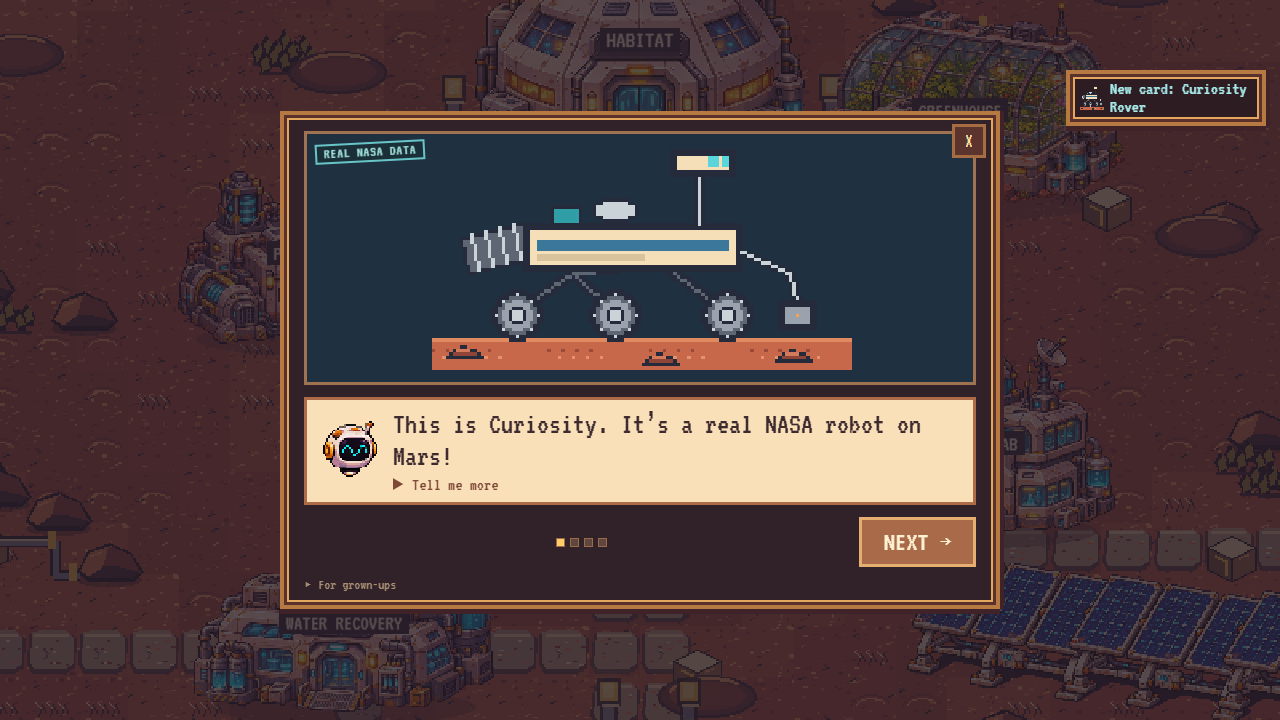 HABITAT
GREENHOUSE
New card: Curiosity
Rover
REAL NASA DATA
X
This is Curiosity. It's a real NASA robot on
Mars!
▶ Tell me more
NEXT →
▸ For grown-ups
WATER RECOVERY